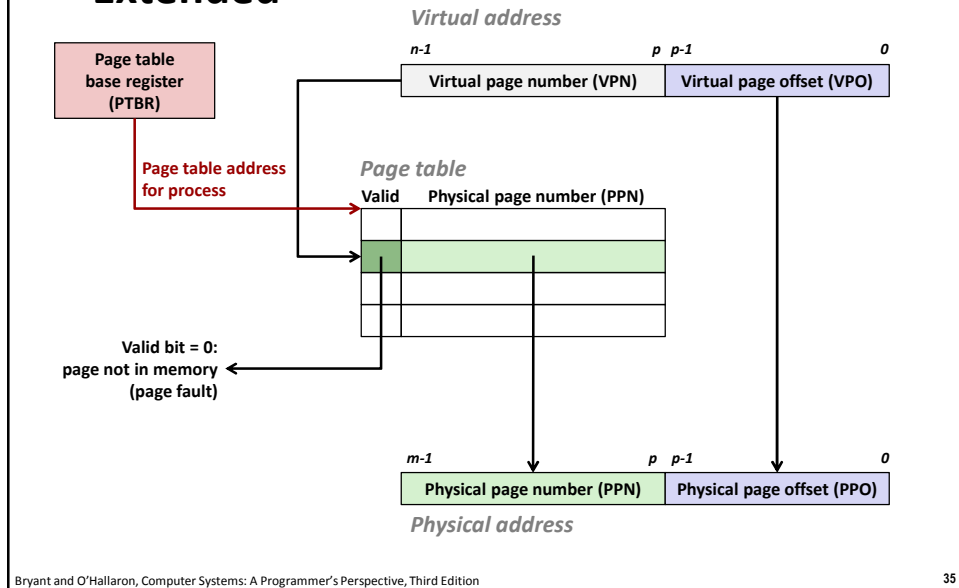 Extended
Virtual address
Page table
base register
(PTBR)
n-1 p p-1 0
Virtual page number (VPN) Virtual page offset (VPO)
Page table address
for process
Page table
Valid Physical page number (PPN)
Valid bit = 0:
page not in memory
(page fault)
m-1 p p-1 0
Physical page number (PPN) Physical page offset (PPO)
Physical address
Bryant and O'Hallaron, Computer Systems: A Programmer's Perspective, Third Edition 35